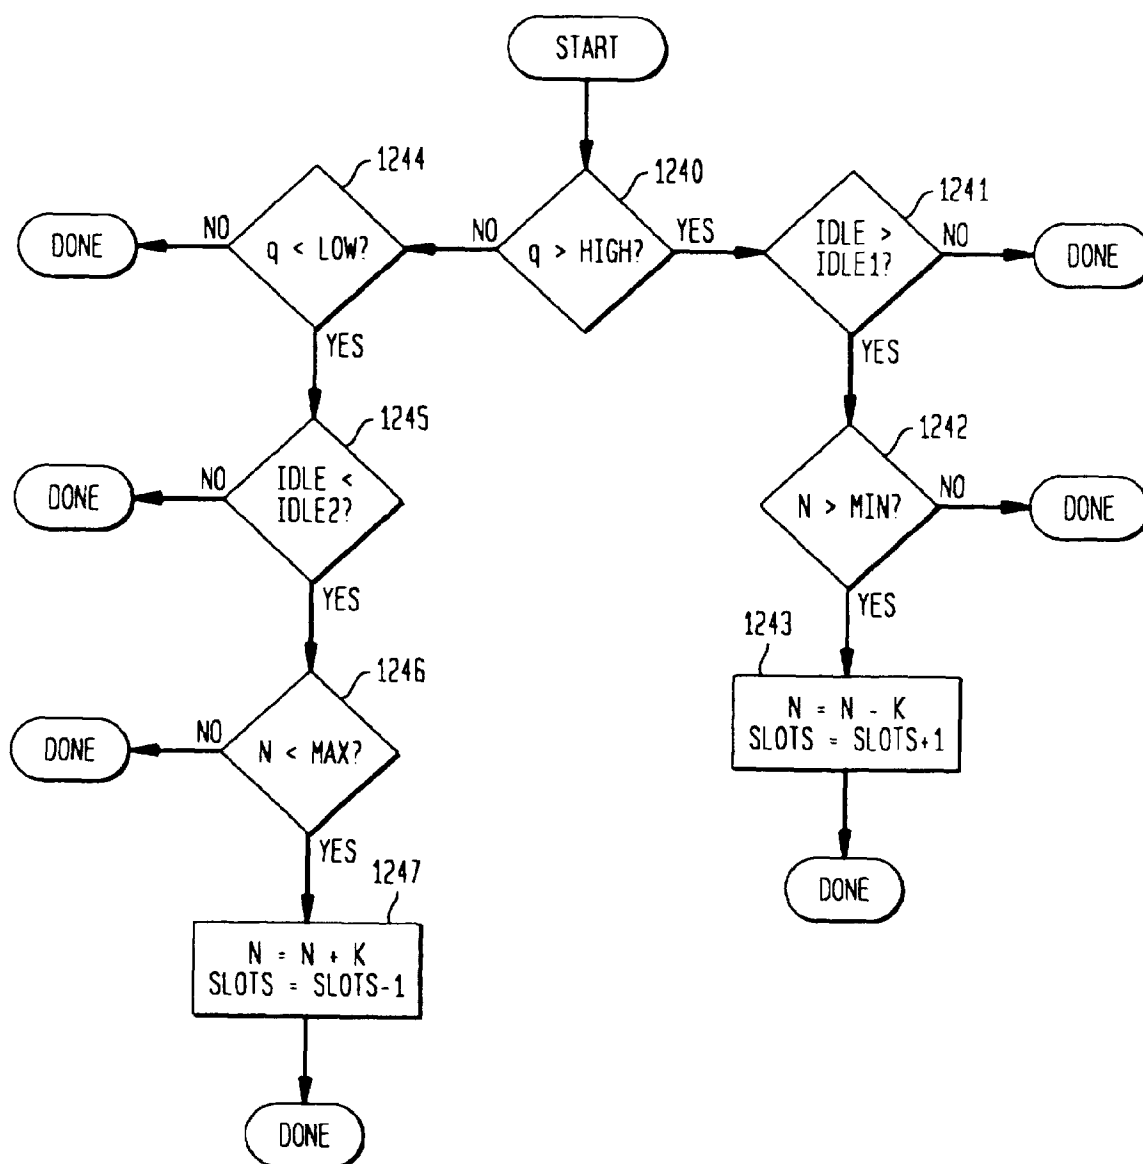 START
1244
1240
1241
DONE
NO
q < LOW?
NO
q > HIGH?
YES
IDLE >
IDLE1?
NO
DONE
YES
YES
1245
1242
DONE
NO
IDLE <
IDLE2?
N > MIN?
NO
DONE
YES
YES
1243
1246
N = N - K
SLOTS = SLOTS+1
DONE
NO
N < MAX?
YES
1247
DONE
N = N + K
SLOTS = SLOTS-1
DONE